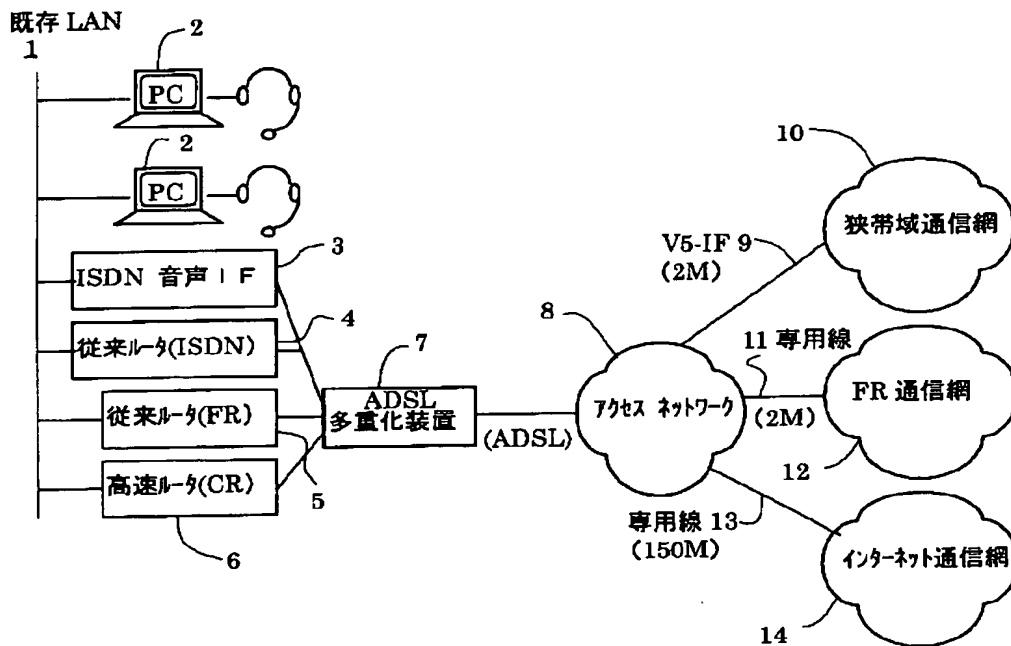 既存 LAN
1
2
PC
2
PC
3
ISDN 音声 I F
4
従来ルータ(ISDN)
従来ルータ(FR)
5
高速ルータ(CR)
6
7
ADSL
多重化装置
(ADSL)
8
アクセス ネットワーク
V5-IF 9
(2M)
10
狭帯域通信網
11 専用線
(2M)
FR 通信網
12
専用線 13
(150M)
インターネット通信網
14